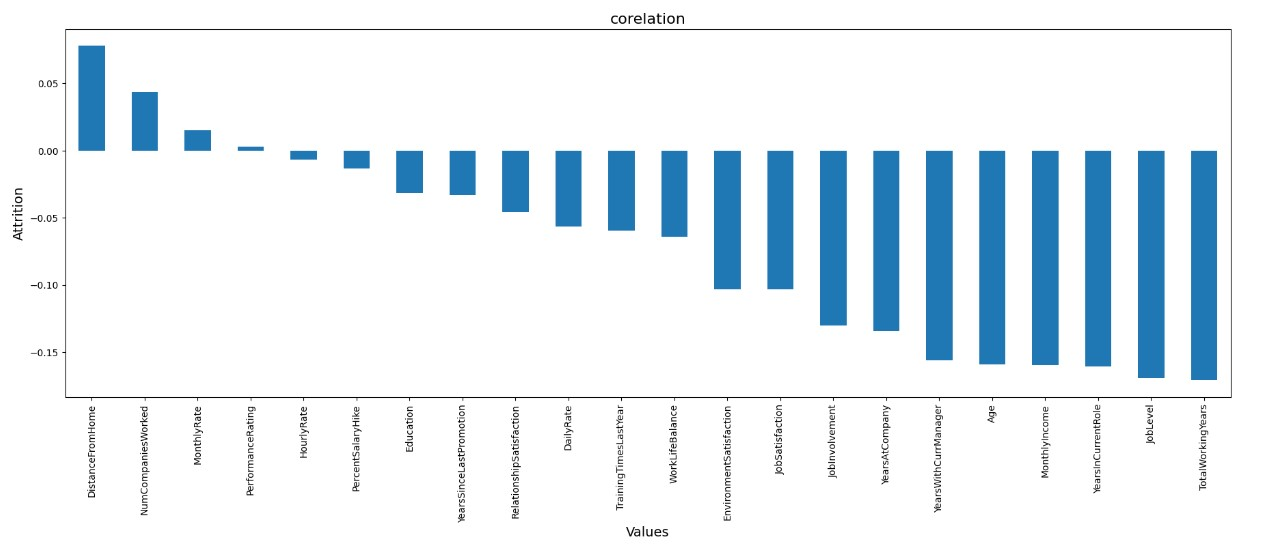 corelation
Attrition
0.05
0.00
−0.05
−0.10
−0.15
DistanceFromHome
NumCompaniesWorked
MonthlyRate
PerformanceRating
HourlyRate
PercentSalaryHike
Education
YearsSinceLastPromotion
RelationshipSatisfaction
DailyRate
TrainingTimesLastYear
WorkLifeBalance
EnvironmentSatisfaction
JobSatisfaction
JobInvolvement
YearsAtCompany
YearsWithCurrManager
Age
MonthlyIncome
YearsInCurrentRole
JobLevel
TotalWorkingYears
Values